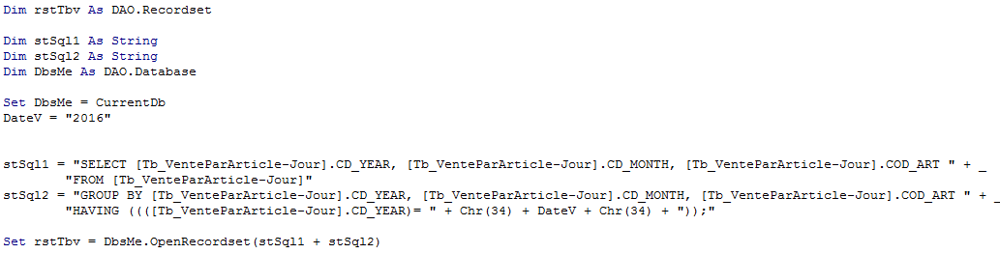 Dim rstTbv As DAO.Recordset
Dim stSql1 As String
Dim stSql2 As String
Dim DbsMe As DAO.Database
Set DbsMe = CurrentDb
DateV = "2016"
stSql1 = "SELECT [Tb_VenteParArticle-Jour].CD_YEAR, [Tb_VenteParArticle-Jour].CD_MONTH, [Tb_VenteParArticle-Jour].COD_ART " + _
"FROM [Tb_VenteParArticle-Jour]"
stSql2 = "GROUP BY [Tb_VenteParArticle-Jour].CD_YEAR, [Tb_VenteParArticle-Jour].CD_MONTH, [Tb_VenteParArticle-Jour].COD_ART " + _
"HAVING ((([Tb_VenteParArticle-Jour].CD_YEAR)= " + Chr(34) + DateV + Chr(34) + "));"
Set rstTbv = DbsMe.OpenRecordset(stSql1 + stSql2)